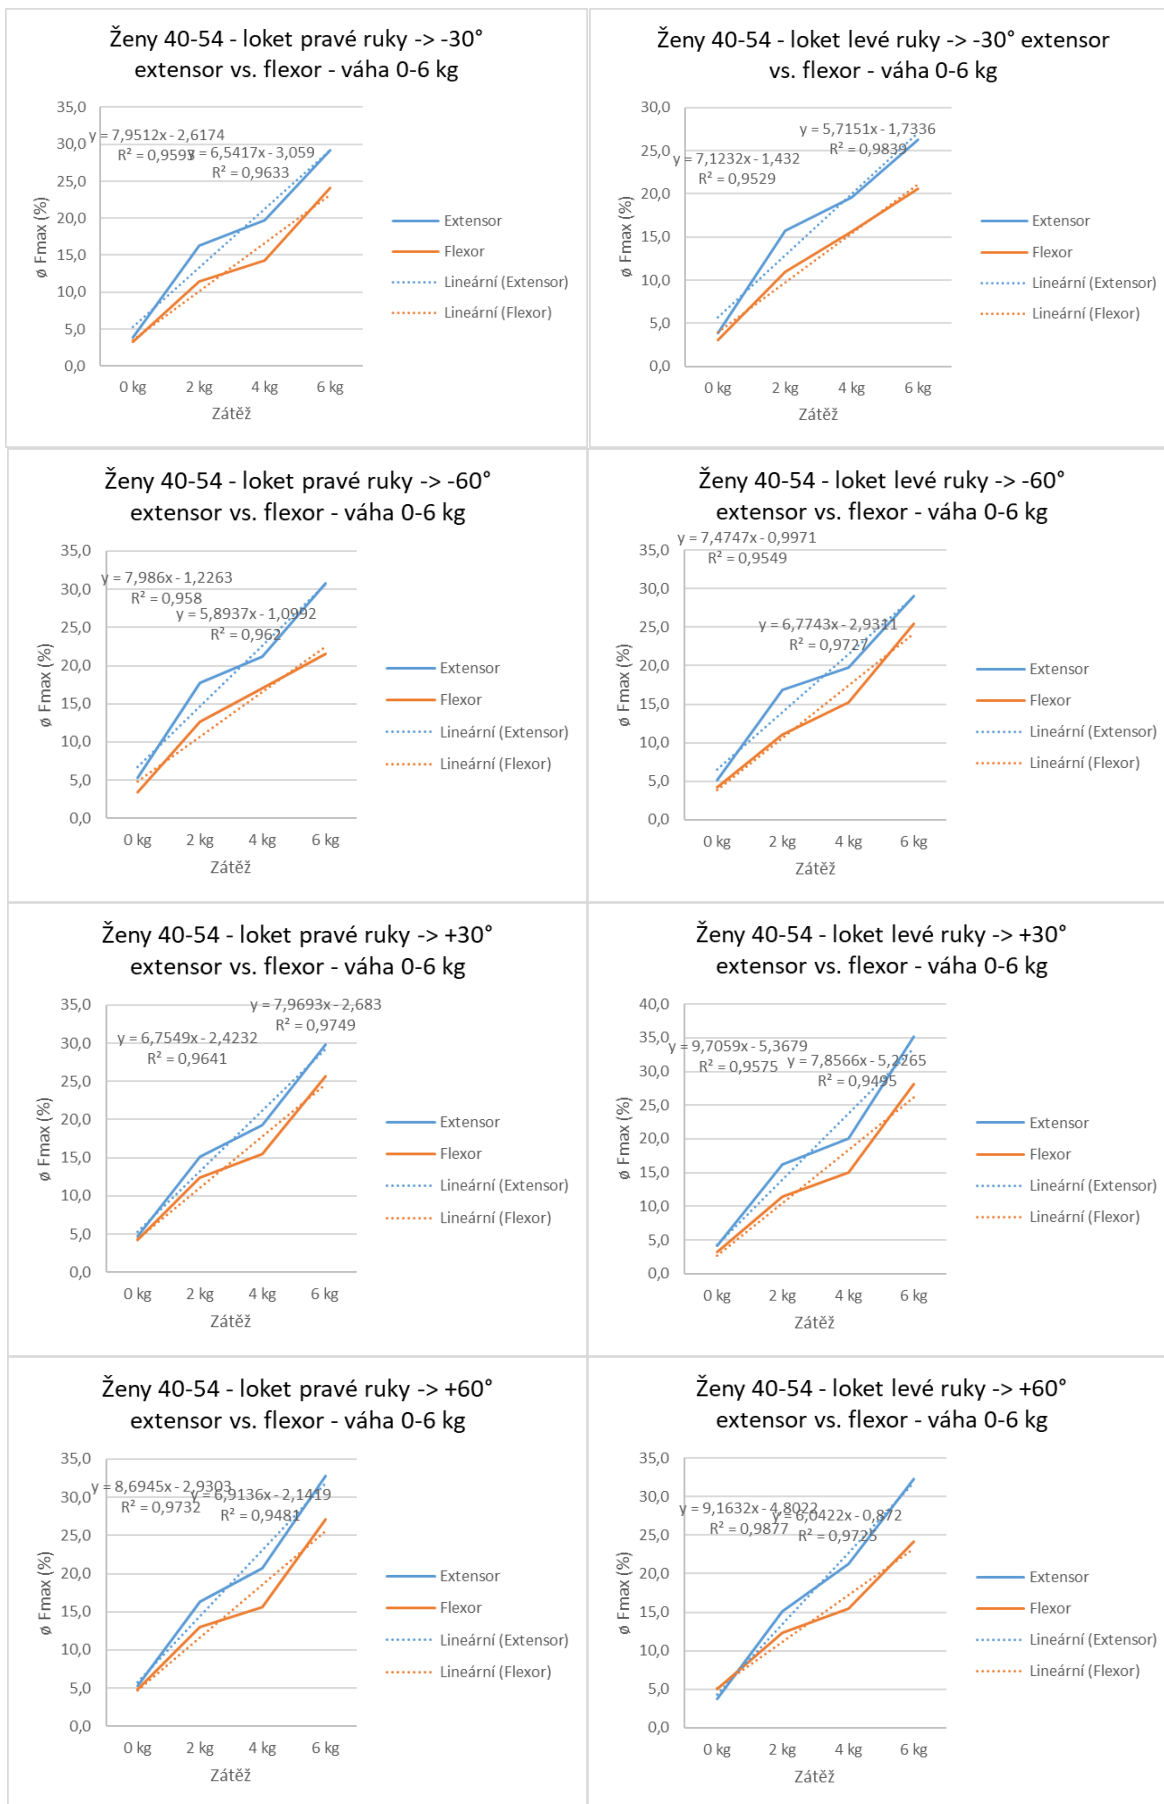 Ženy 40-54 - loket pravé ruky -> -30°
extensor vs. flexor - váha 0-6 kg
35,0
30,0
25,0
20,0
15,0
10,0
5,0
0,0
ø Fmax (%)
y = 7,9512x - 2,6174
R² = 0,9593
y = 6,5417x - 3,059
R² = 0,9633
0 kg 2 kg 4 kg 6 kg
Zátěž
Extensor
Flexor
Lineární (Extensor)
Lineární (Flexor)
Ženy 40-54 - loket levé ruky -> -30° extensor
vs. flexor - váha 0-6 kg
30,0
25,0
20,0
15,0
10,0
5,0
0,0
ø Fmax (%)
y = 7,1232x - 1,432
R² = 0,9529
y = 5,7151x - 1,7336
R² = 0,9839
0 kg 2 kg 4 kg 6 kg
Zátěž
Extensor
Flexor
Lineární (Extensor)
Lineární (Flexor)
Ženy 40-54 - loket pravé ruky -> -60°
extensor vs. flexor - váha 0-6 kg
35,0
30,0
25,0
20,0
15,0
10,0
5,0
0,0
ø Fmax (%)
y = 7,986x - 1,2263
R² = 0,958
y = 5,8937x - 1,0992
R² = 0,962
0 kg 2 kg 4 kg 6 kg
Zátěž
Extensor
Flexor
Lineární (Extensor)
Lineární (Flexor)
Ženy 40-54 - loket levé ruky -> -60°
extensor vs. flexor - váha 0-6 kg
35,0
30,0
25,0
20,0
15,0
10,0
5,0
0,0
ø Fmax (%)
y = 7,4747x - 0,9971
R² = 0,9549
y = 6,7743x - 2,9311
R² = 0,9727
0 kg 2 kg 4 kg 6 kg
Zátěž
Extensor
Flexor
Lineární (Extensor)
Lineární (Flexor)
Ženy 40-54 - loket pravé ruky -> +30°
extensor vs. flexor - váha 0-6 kg
35,0
30,0
25,0
20,0
15,0
10,0
5,0
0,0
ø Fmax (%)
y = 7,9693x - 2,683
R² = 0,9749
y = 6,7549x - 2,4232
R² = 0,9641
0 kg 2 kg 4 kg 6 kg
Zátěž
Extensor
Flexor
Lineární (Extensor)
Lineární (Flexor)
Ženy 40-54 - loket levé ruky -> +30°
extensor vs. flexor - váha 0-6 kg
40,0
35,0
30,0
25,0
20,0
15,0
10,0
5,0
0,0
ø Fmax (%)
y = 9,7059x - 5,3679
R² = 0,9575
y = 7,8566x - 5,2265
R² = 0,9495
0 kg 2 kg 4 kg 6 kg
Zátěž
Extensor
Flexor
Lineární (Extensor)
Lineární (Flexor)
Ženy 40-54 - loket pravé ruky -> +60°
extensor vs. flexor - váha 0-6 kg
35,0
30,0
25,0
20,0
15,0
10,0
5,0
0,0
ø Fmax (%)
y = 8,6945x - 2,9303
R² = 0,9732
y = 6,9136x - 2,1419
R² = 0,9481
0 kg 2 kg 4 kg 6 kg
Zátěž
Extensor
Flexor
Lineární (Extensor)
Lineární (Flexor)
Ženy 40-54 - loket levé ruky -> +60°
extensor vs. flexor - váha 0-6 kg
35,0
30,0
25,0
20,0
15,0
10,0
5,0
0,0
ø Fmax (%)
y = 9,1632x - 4,8022
R² = 0,9877
y = 6,0422x - 0,872
R² = 0,9725
0 kg 2 kg 4 kg 6 kg
Zátěž
Extensor
Flexor
Lineární (Extensor)
Lineární (Flexor)